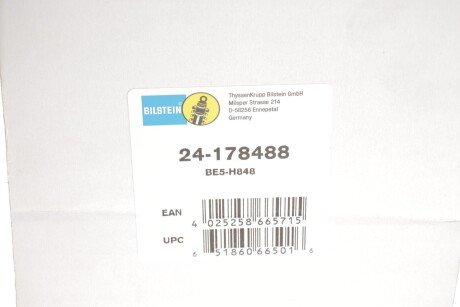 BILSTEIN
ThyssenKrupp Bilstein GmbH
Milsper Strasse 214
D-58256 Ennepetal
Germany
24-178488
BE5-H848
EAN
4 025258 665715
UPC
6 51860 66501 6